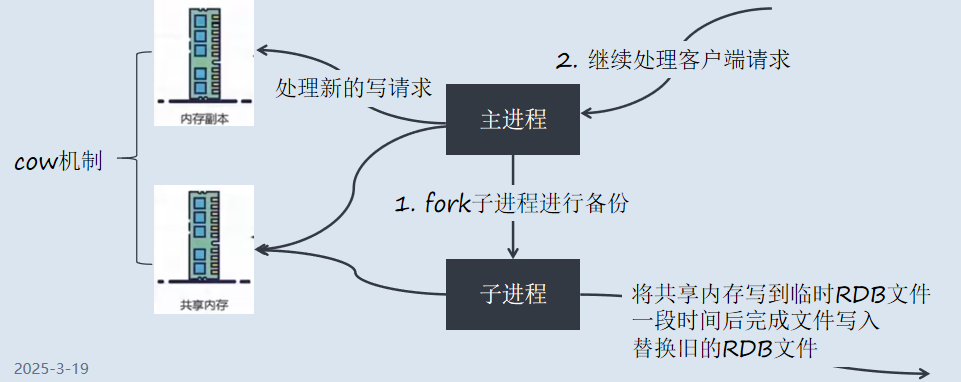 2. 继续处理客户端请求
处理新的写请求
内存副本
主进程
cow机制
1. fork子进程进行备份
共享内存
子进程
将共享内存写到临时RDB文件
一段时间后完成文件写入
替换旧的RDB文件
2025-3-19